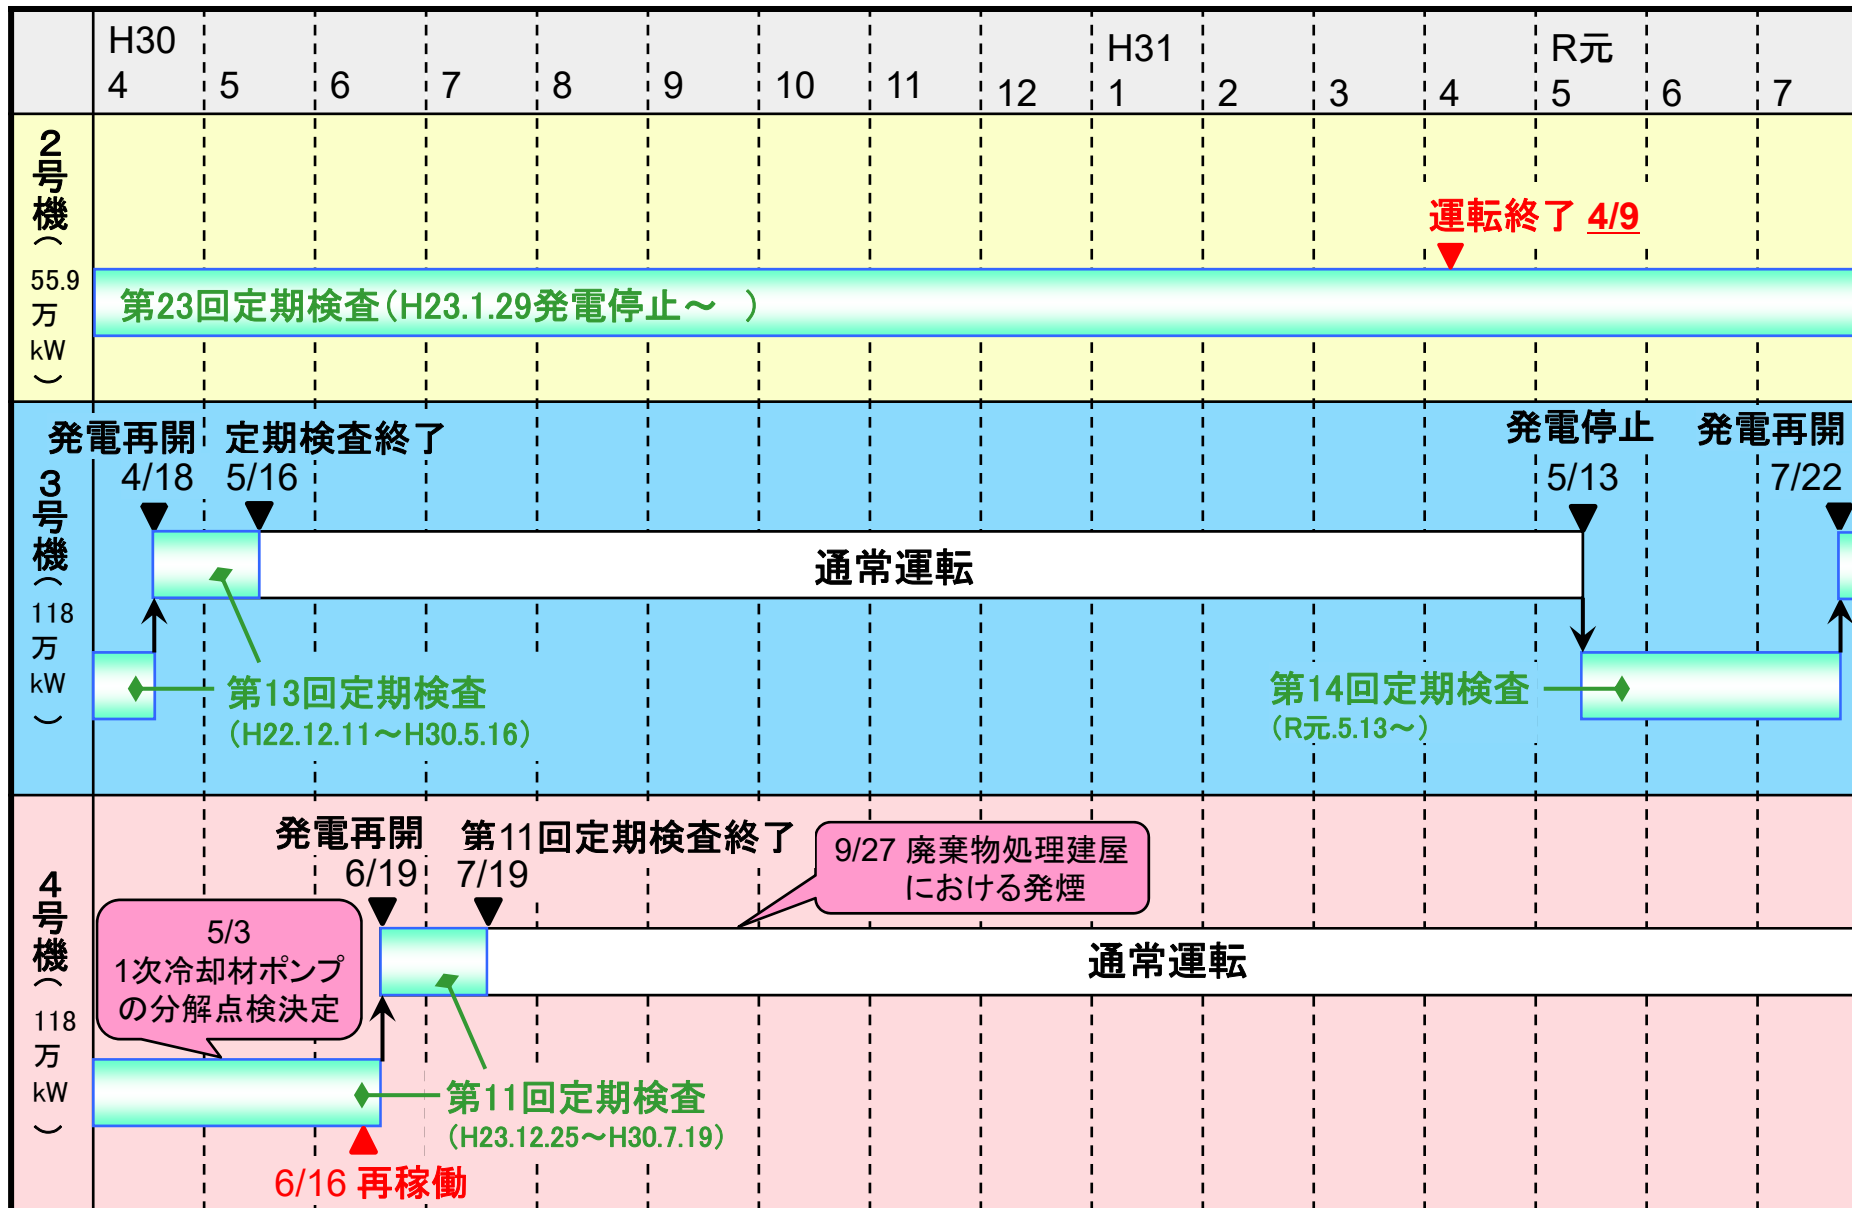 H30
H31
R元
4 5 6 7 8 9 10 11 12 1 2 3 4 5 6 7
2号機(55.9万kW)
運転終了 4/9
第23回定期検査(H23.1.29発電停止～ )
3号機(118万kW)
発電再開
4/18
定期検査終了
5/16
発電停止
5/13
発電再開
7/22
通常運転
第13回定期検査
(H22.12.11～H30.5.16)
第14回定期検査
(R元.5.13～)
4号機(118万kW)
発電再開
6/19
第11回定期検査終了
7/19
9/27 廃棄物処理建屋
における発煙
5/3
1次冷却材ポンプ
の分解点検決定
通常運転
第11回定期検査
(H23.12.25～H30.7.19)
6/16 再稼働